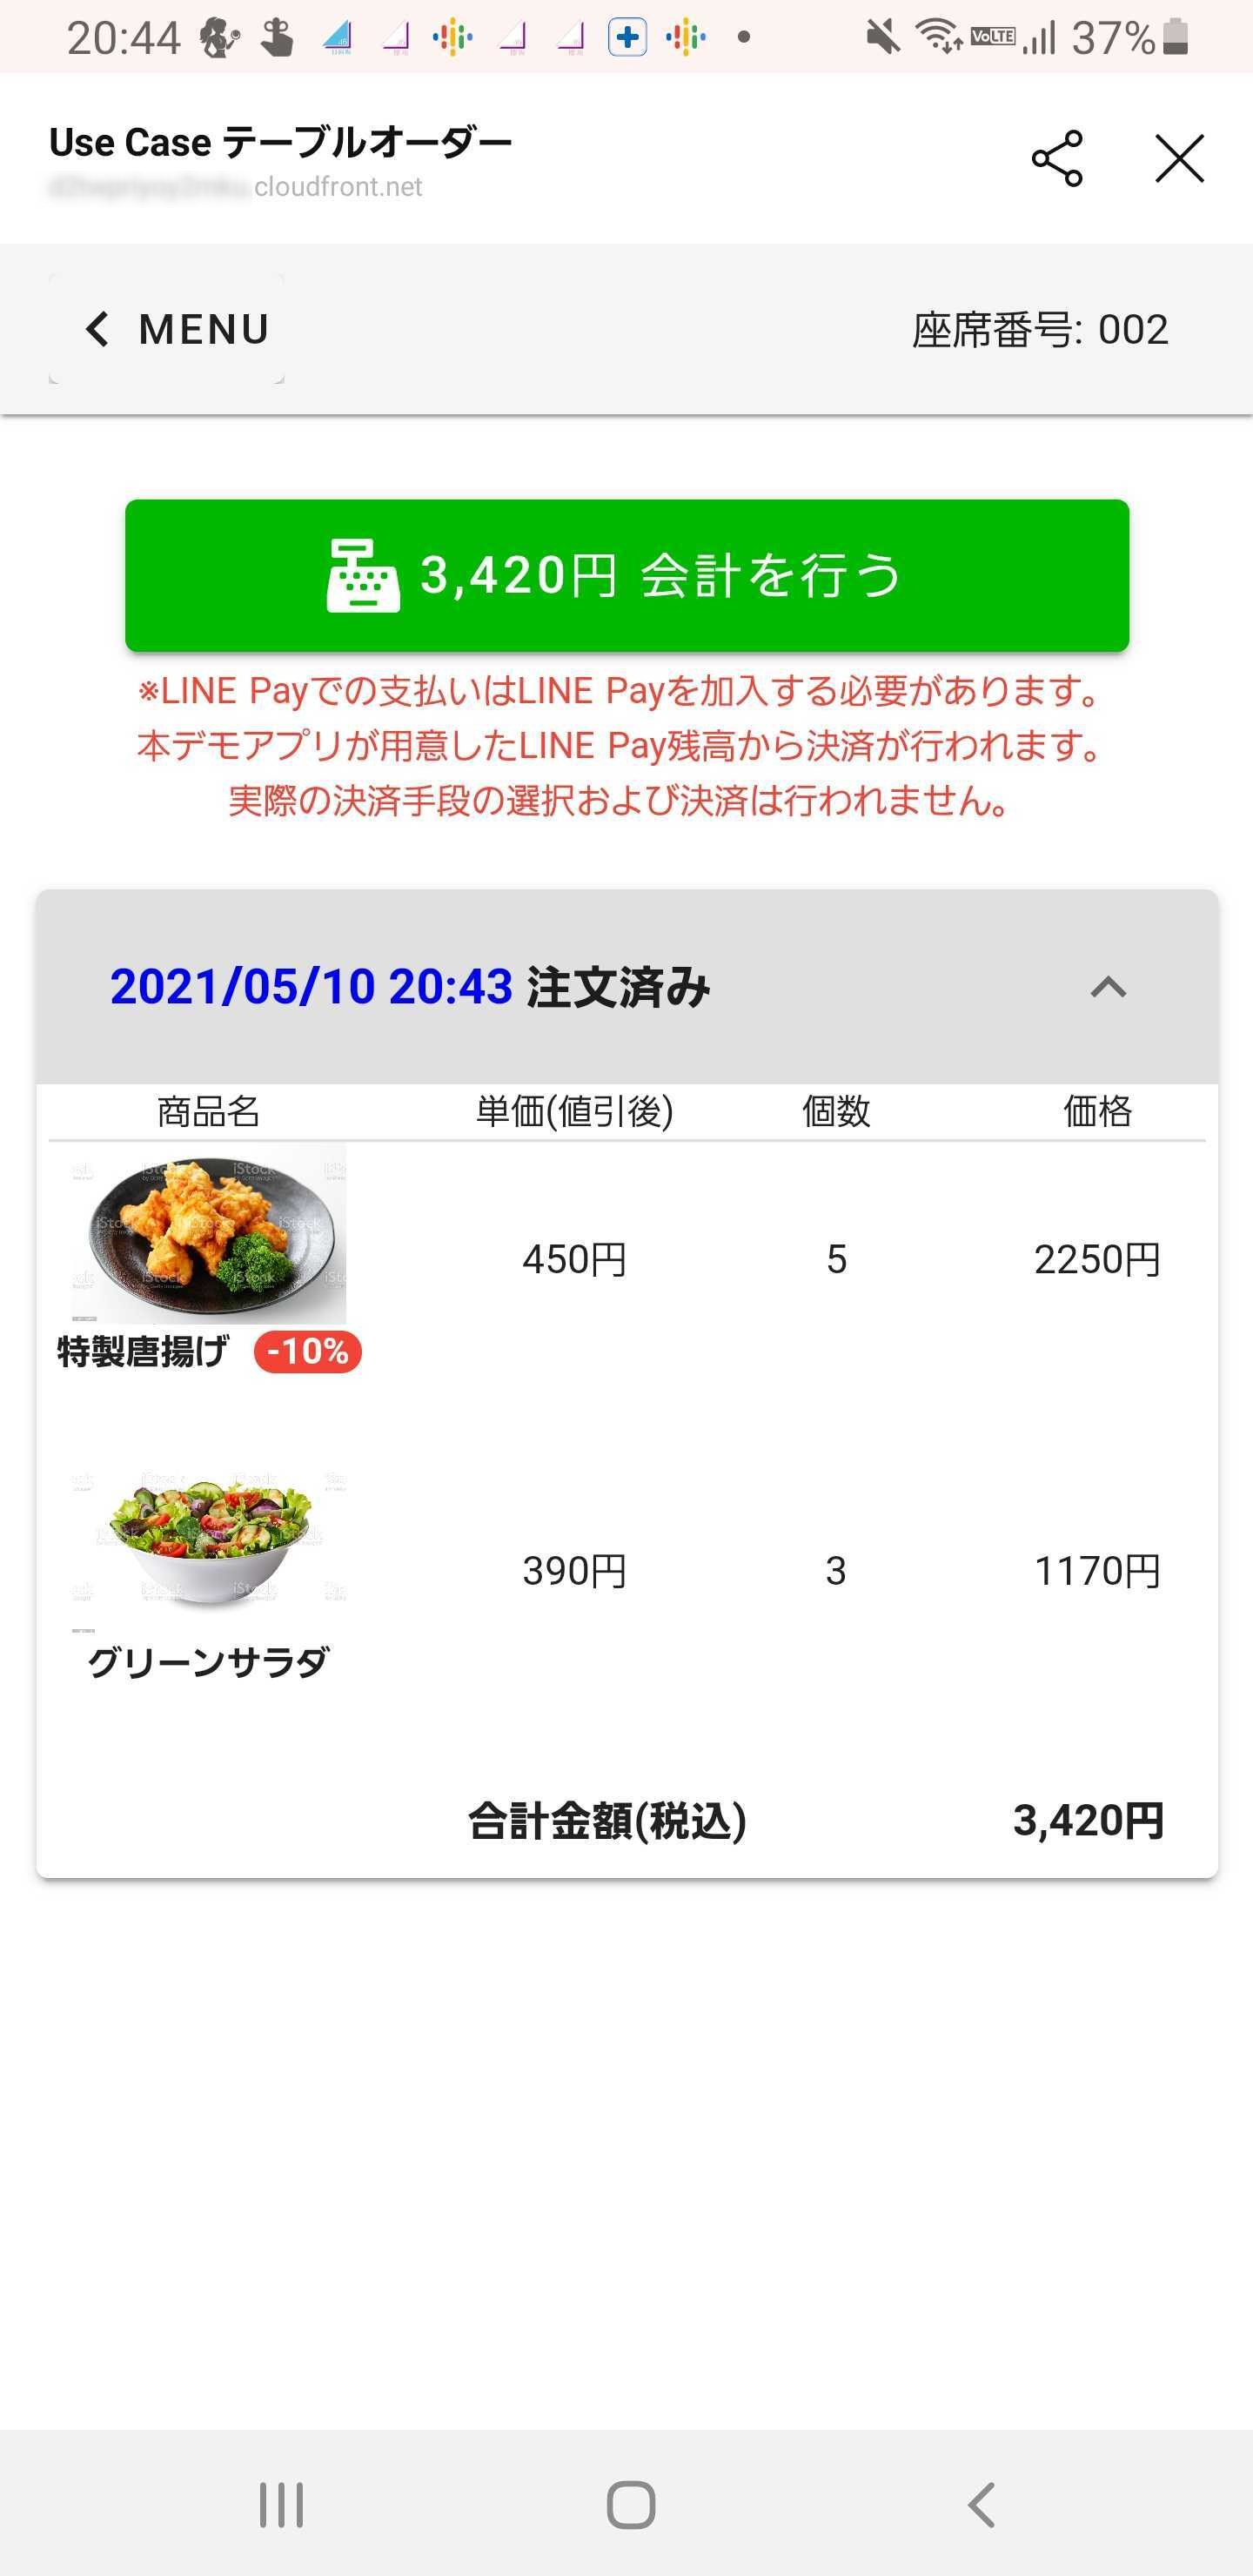 20:44
VoLTE
37%
Use Case テーブルオーダー
.cloudfront.net
MENU
座席番号: 002
3,420円 会計を行う
※LINE Payでの支払いはLINE Payを加入する必要があります。
本デモアプリが用意したLINE Pay残高から決済が行われます。
実際の決済手段の選択および決済は行われません。
2021/05/10 20:43 注文済み
商品名 単価(値引後) 個数 価格
iStock
iStock
iStock
iStock
iStock
450円 5 2250円
特製唐揚げ -10%
iStock
iStock
390円 3 1170円
グリーンサラダ
合計金額(税込) 3,420円